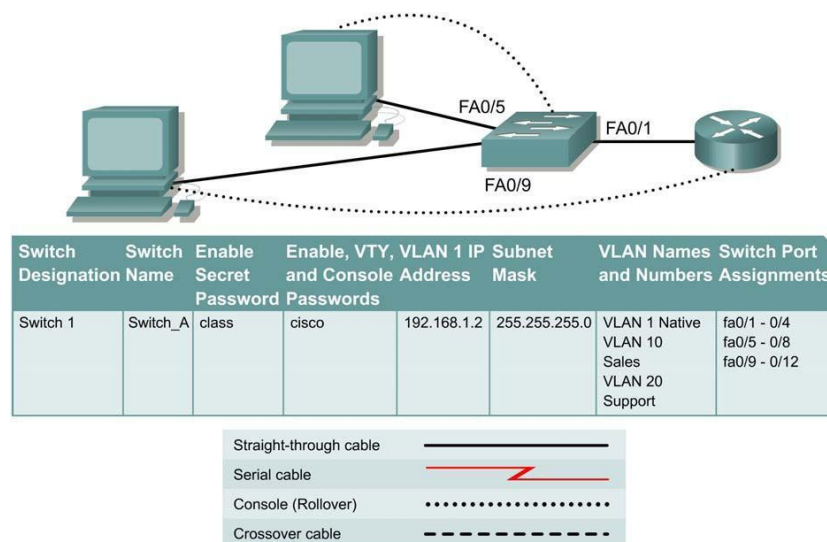 FA0/5
FA0/1
FA0/9
Switch Designation
Switch Name
Enable Secret Password
Enable, VTY, and Console Passwords
VLAN 1 IP Address
Subnet Mask
VLAN Names and Numbers
Switch Port Assignments
Switch 1
Switch_A
class
cisco
192.168.1.2
255.255.255.0
VLAN 1 Native
VLAN 10
Sales
VLAN 20
Support
fa0/1 - 0/4
fa0/5 - 0/8
fa0/9 - 0/12
Straight-through cable
Serial cable
Console (Rollover)
Crossover cable